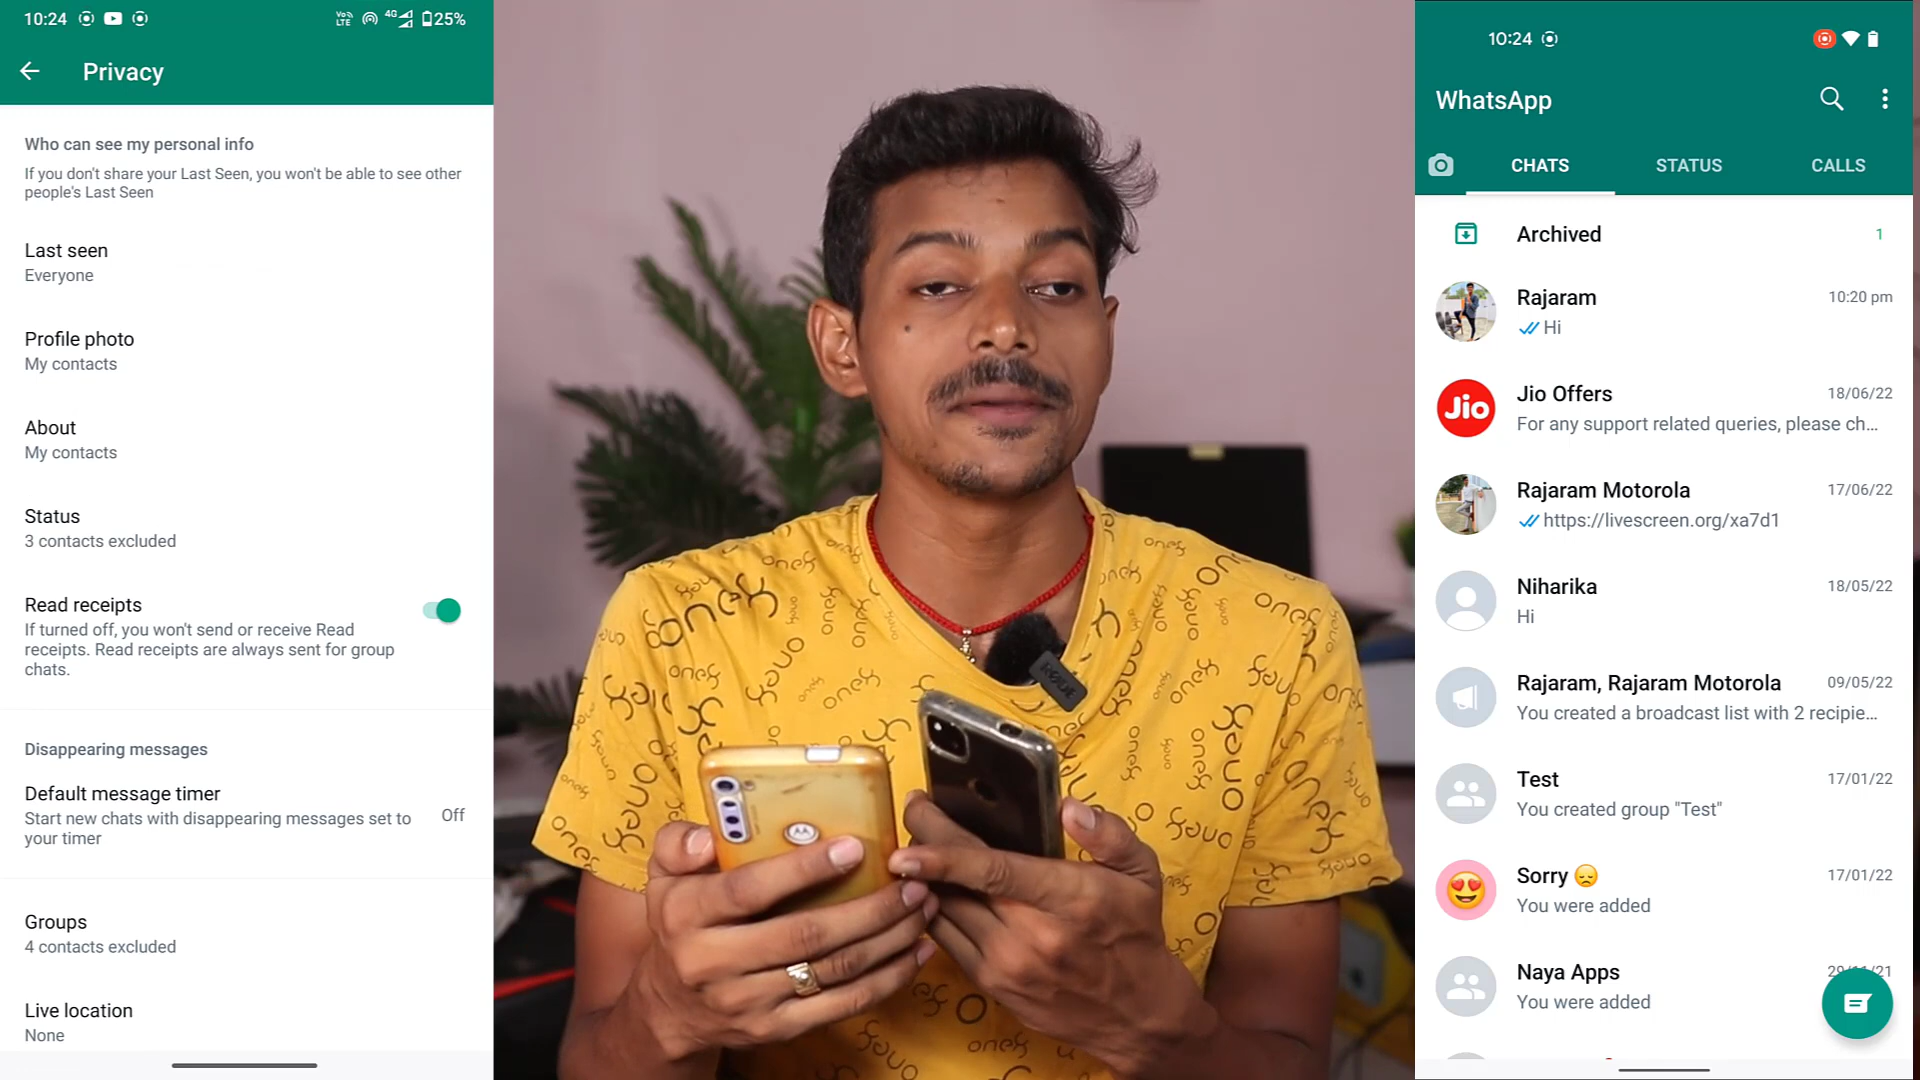 10:24
Vo)) LTE 4G 25%
Privacy
Who can see my personal info
If you don't share your Last Seen, you won't be able to see other
people's Last Seen
Last seen
Everyone
Profile photo
My contacts
About
My contacts
Status
3 contacts excluded
Read receipts
If turned off, you won't send or receive Read
receipts. Read receipts are always sent for group
chats.
Disappearing messages
Default message timer
Start new chats with disappearing messages set to
your timer
Off
Groups
4 contacts excluded
Live location
None
onek
RODE
10:24
WhatsApp
CHATS STATUS CALLS
Archived 1
Rajaram 10:20 pm
Hi
Jio
Jio Offers 18/06/22
For any support related queries, please ch...
Rajaram Motorola 17/06/22
https://livescreen.org/xa7d1
Niharika 18/05/22
Hi
Rajaram, Rajaram Motorola 09/05/22
You created a broadcast list with 2 recipie...
Test 17/01/22
You created group "Test"
Sorry 😞 17/01/22
You were added
Naya Apps
You were added